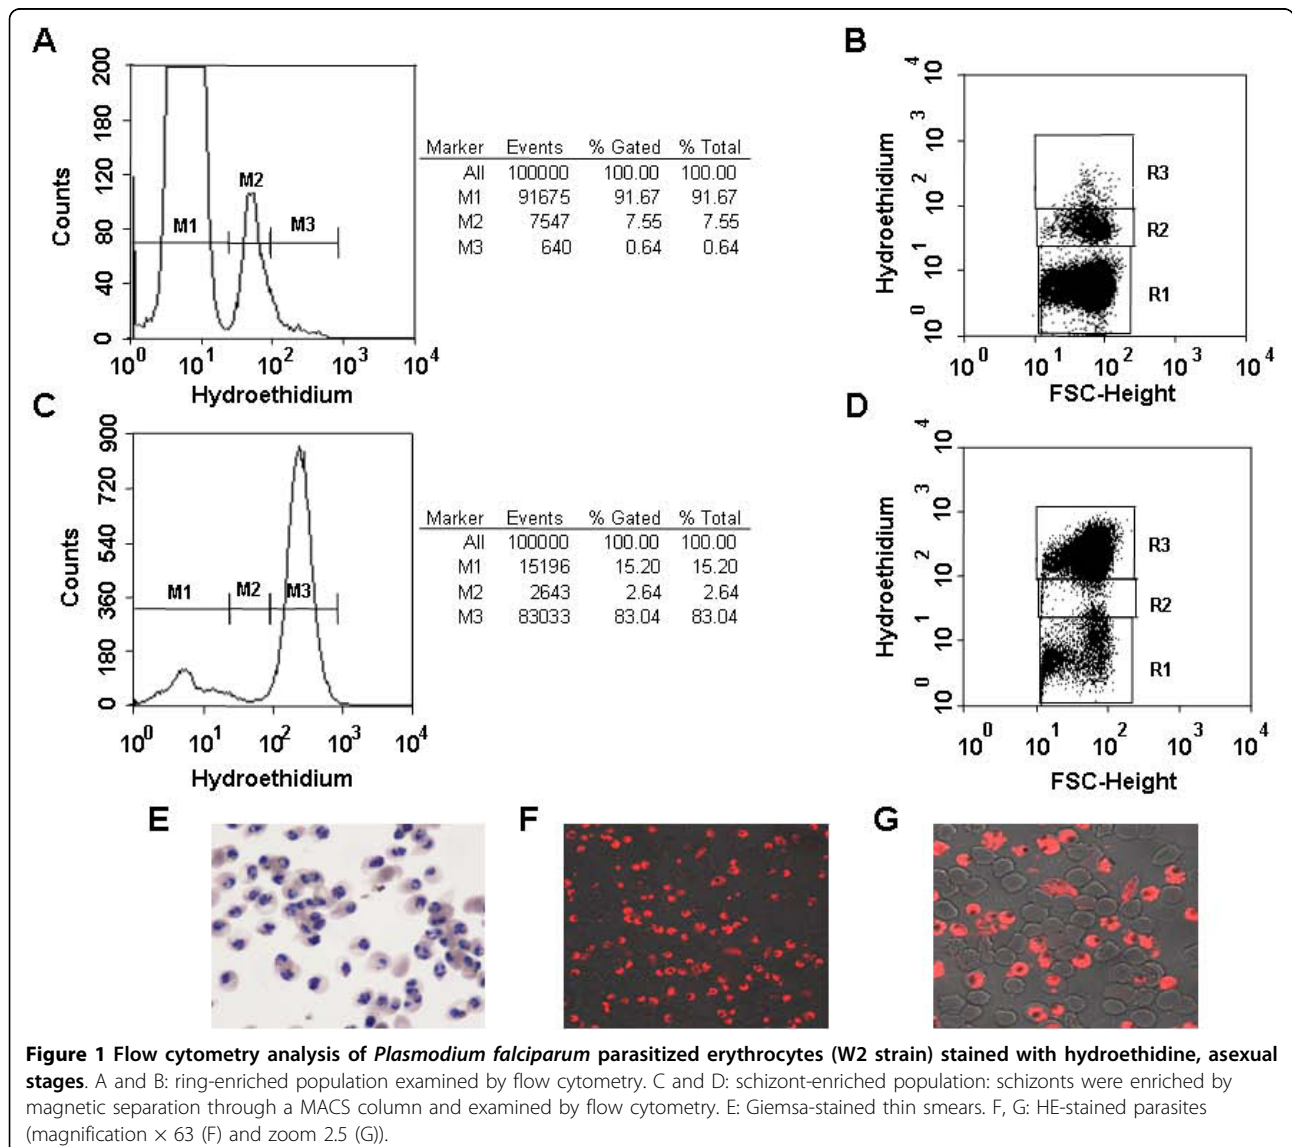 A
B
200
180
120
80
40
0
Counts
M1
M2
M3
10^0 10^1 10^2 10^3 10^4
Hydroethidium
Marker Events % Gated % Total
All 100000 100.00 100.00
M1 91675 91.67 91.67
M2 7547 7.55 7.55
M3 640 0.64 0.64
10^4
10^3
10^2
10^1
10^0
Hydroethidium
R3
R2
R1
10^0 10^1 10^2 10^3 10^4
FSC-Height
C
D
900
720
540
360
180
0
Counts
M1
M2
M3
10^0 10^1 10^2 10^3 10^4
Hydroethidium
Marker Events % Gated % Total
All 100000 100.00 100.00
M1 15196 15.20 15.20
M2 2643 2.64 2.64
M3 83033 83.04 83.04
10^4
10^3
10^2
10^1
10^0
Hydroethidium
R3
R2
R1
10^0 10^1 10^2 10^3 10^4
FSC-Height
E
F
G
Figure 1 Flow cytometry analysis of Plasmodium falciparum parasitized erythrocytes (W2 strain) stained with hydroethidine, asexual
stages. A and B: ring-enriched population examined by flow cytometry. C and D: schizont-enriched population: schizonts were enriched by
magnetic separation through a MACS column and examined by flow cytometry. E: Giemsa-stained thin smears. F, G: HE-stained parasites
(magnification × 63 (F) and zoom 2.5 (G)).